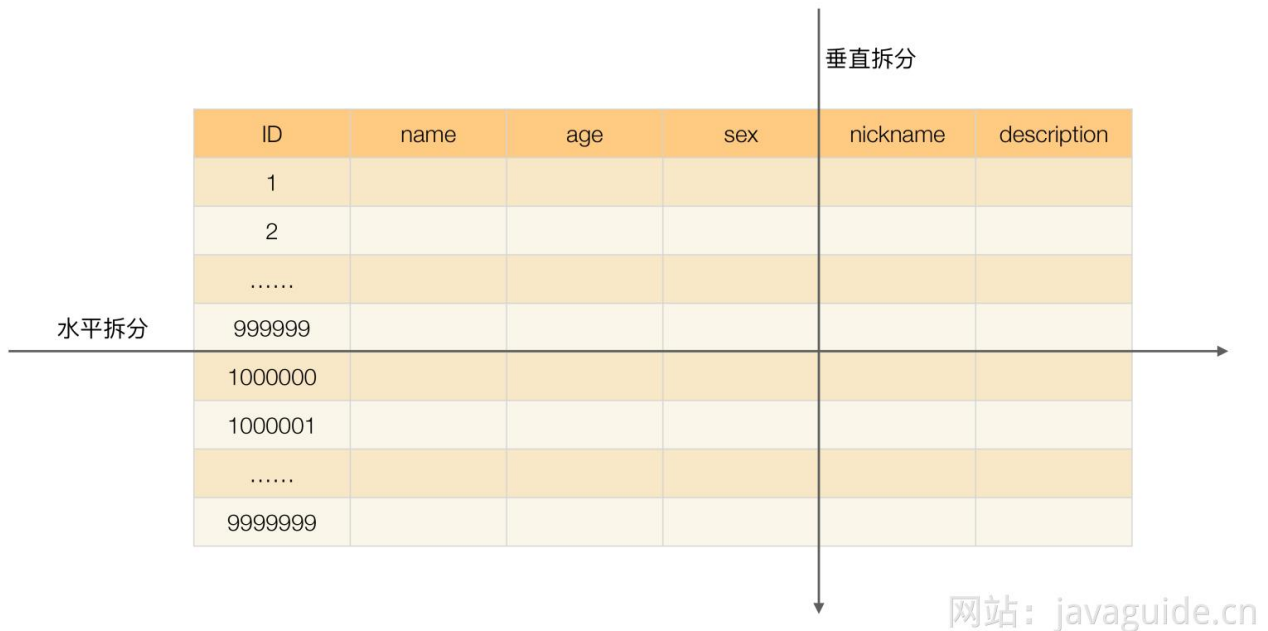 垂直拆分
ID name age sex nickname description
1
2
……
水平拆分 999999
1000000
1000001
……
9999999
网站：javaguide.cn